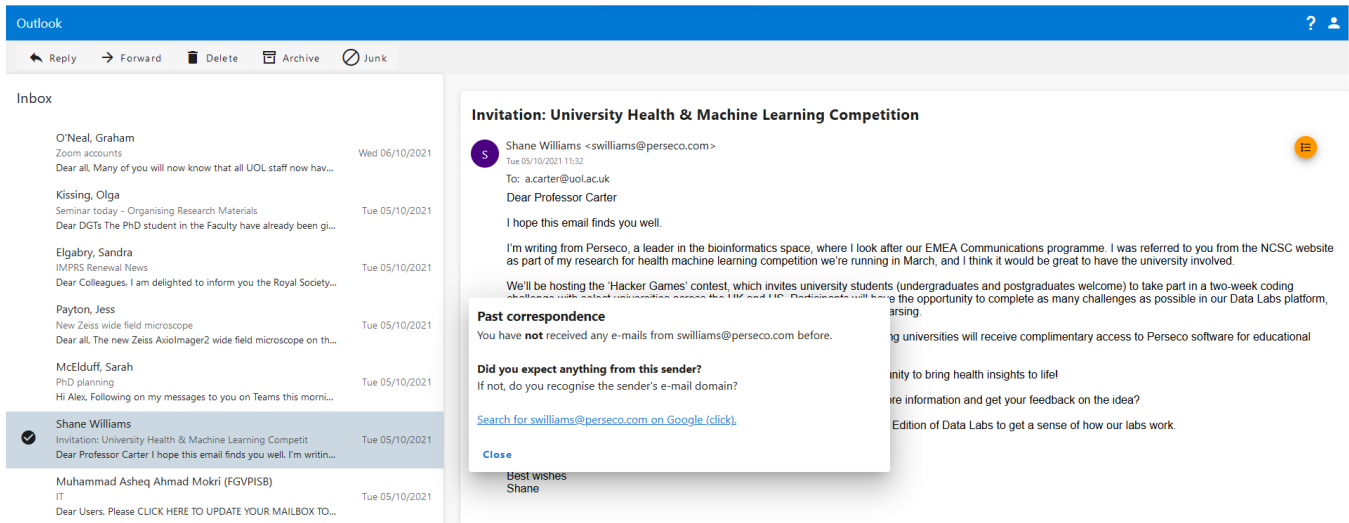 Outlook
Reply Forward Delete Archive Junk
Inbox
O'Neal, Graham
Zoom accounts Wed 06/10/2021
Dear all, Many of you will now know that all UOL staff now hav...
Kissing, Olga
Seminar today - Organising Research Materials Tue 05/10/2021
Dear DGTs The PhD student in the Faculty have already been gi...
Elgabry, Sandra
IMPRS Renewal News Tue 05/10/2021
Dear Colleagues, I am delighted to inform you the Royal Society...
Payton, Jess
New Zeiss wide field microscope Tue 05/10/2021
Dear all, The new Zeiss AxioImager2 wide field microscope on th...
McElduff, Sarah
PhD planning Tue 05/10/2021
Hi Alex, Following on my messages to you on Teams this morni...
Shane Williams
Invitation: University Health & Machine Learning Competit Tue 05/10/2021
Dear Professor Carter I hope this email finds you well. I'm writin...
Muhammad Asheq Ahmad Mokri (FGVPISB)
IT Tue 05/10/2021
Dear Users, Please CLICK HERE TO UPDATE YOUR MAILBOX TO...
Invitation: University Health & Machine Learning Competition
S
Shane Williams <swilliams@perseco.com>
Tue 05/10/2021 11:32
To: a.carter@uol.ac.uk
Dear Professor Carter
I hope this email finds you well.
I'm writing from Perseco, a leader in the bioinformatics space, where I look after our EMEA Communications programme. I was referred to you from the NCSC website
as part of my research for health machine learning competition we're running in March, and I think it would be great to have the university involved.
We'll be hosting the 'Hacker Games' contest, which invites university students (undergraduates and postgraduates welcome) to take part in a two-week coding
challenge with select universities across the UK and US. Participants will have the opportunity to complete as many challenges as possible in our Data Labs platform,
arsing.
ng universities will receive complimentary access to Perseco software for educational
unity to bring health insights to life!
ore information and get your feedback on the idea?
Edition of Data Labs to get a sense of how our labs work.
Past correspondence
You have not received any e-mails from swilliams@perseco.com before.
Did you expect anything from this sender?
If not, do you recognise the sender's e-mail domain?
Search for swilliams@perseco.com on Google (click).
Close
Best wishes
Shane